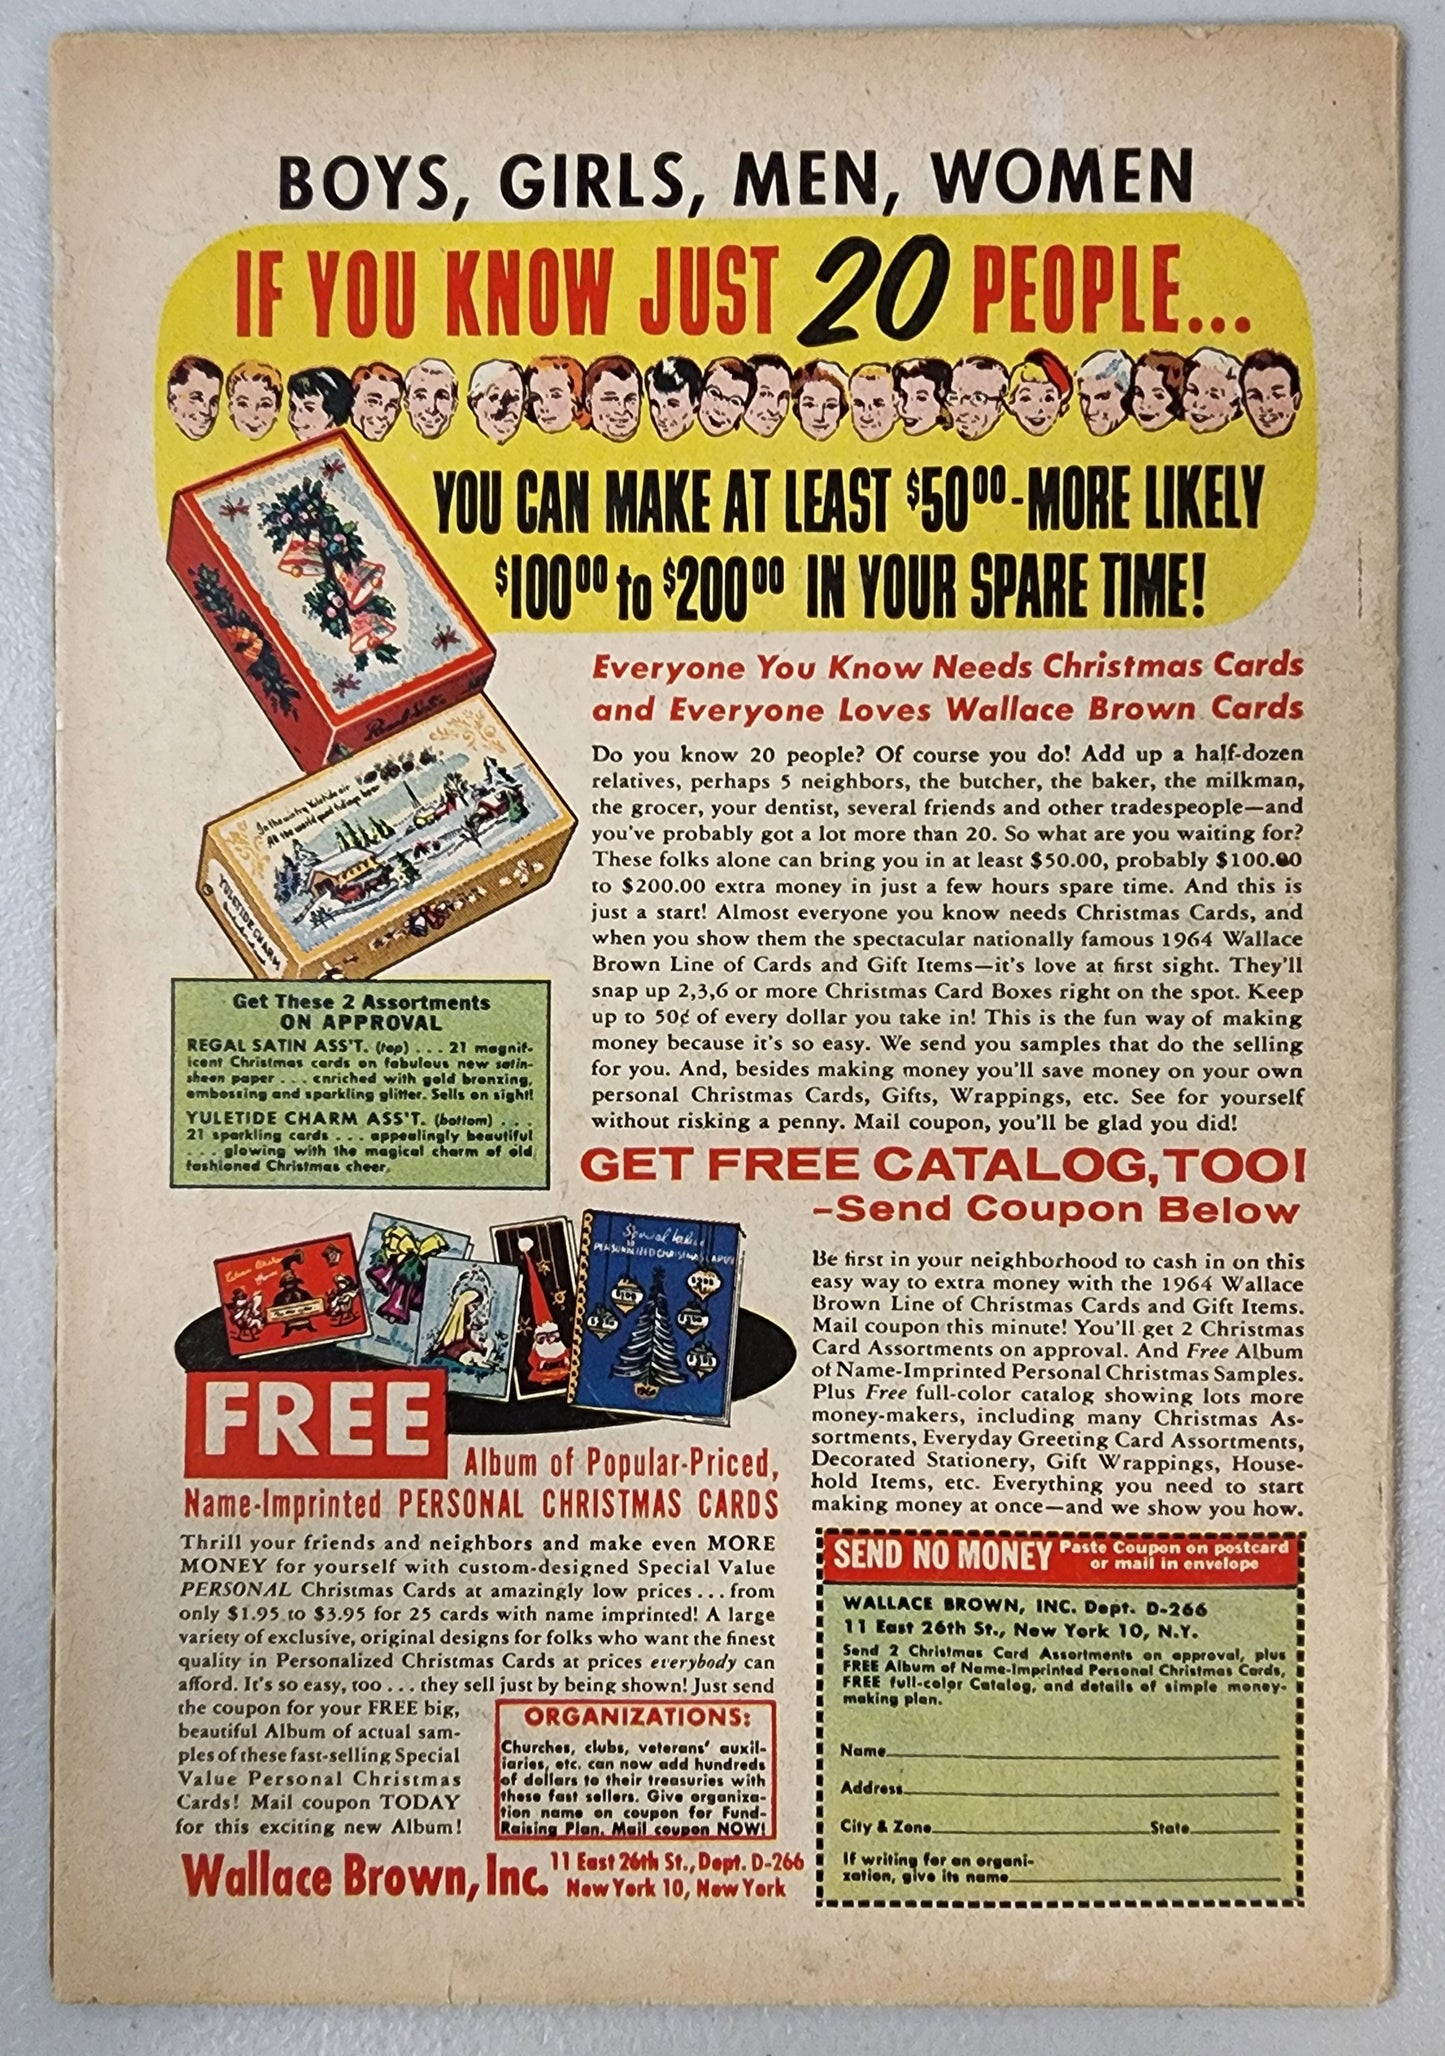 BOYS, GIRLS, MEN, WOMEN
IF YOU KNOW JUST 20 PEOPLE...
YOU CAN MAKE AT LEAST $50⁰⁰-MORE LIKELY
$100⁰⁰ to $200⁰⁰ IN YOUR SPARE TIME!
Everyone You Know Needs Christmas Cards
and Everyone Loves Wallace Brown Cards
Do you know 20 people? Of course you do! Add up a half-dozen
relatives, perhaps 5 neighbors, the butcher, the baker, the milkman,
the grocer, your dentist, several friends and other tradespeople—and
you've probably got a lot more than 20. So what are you waiting for?
These folks alone can bring you in at least $50.00, probably $100.00
to $200.00 extra money in just a few hours spare time. And this is
just a start! Almost everyone you know needs Christmas Cards, and
when you show them the spectacular nationally famous 1964 Wallace
Brown Line of Cards and Gift Items—it's love at first sight. They'll
snap up 2,3,6 or more Christmas Card Boxes right on the spot. Keep
up to 50¢ of every dollar you take in! This is the fun way of making
money because it's so easy. We send you samples that do the selling
for you. And, besides making money you'll save money on your own
personal Christmas Cards, Gifts, Wrappings, etc. See for yourself
without risking a penny. Mail coupon, you'll be glad you did!
In the wintry Yuletide air
All the world good tidings bear
YULETIDE CHARM
Get These 2 Assortments
ON APPROVAL
REGAL SATIN ASS'T. (top) . . . 21 magnif-
icent Christmas cards on fabulous new satin-
sheen paper . . . enriched with gold bronzing,
embossing and sparkling glitter. Sells on sight!
YULETIDE CHARM ASS'T. (bottom) . . .
21 sparkling cards . . . appealingly beautiful
. . . glowing with the magical charm of old
fashioned Christmas cheer.
GET FREE CATALOG, TOO!
-Send Coupon Below
Be first in your neighborhood to cash in on this
easy way to extra money with the 1964 Wallace
Brown Line of Christmas Cards and Gift Items.
Mail coupon this minute! You'll get 2 Christmas
Card Assortments on approval. And Free Album
of Name-Imprinted Personal Christmas Samples.
Plus Free full-color catalog showing lots more
money-makers, including many Christmas As-
sortments, Everyday Greeting Card Assortments,
Decorated Stationery, Gift Wrappings, House-
hold Items, etc. Everything you need to start
making money at once—and we show you how.
Special Value
PERSONALIZED CHRISTMAS CARDS
1964
FREE
Album of Popular-Priced,
Name-Imprinted PERSONAL CHRISTMAS CARDS
Thrill your friends and neighbors and make even MORE
MONEY for yourself with custom-designed Special Value
PERSONAL Christmas Cards at amazingly low prices . . . from
only $1.95 to $3.95 for 25 cards with name imprinted! A large
variety of exclusive, original designs for folks who want the finest
quality in Personalized Christmas Cards at prices everybody can
afford. It's so easy, too . . . they sell just by being shown! Just send
the coupon for your FREE big,
beautiful Album of actual sam-
ples of these fast-selling Special
Value Personal Christmas
Cards! Mail coupon TODAY
for this exciting new Album!
ORGANIZATIONS:
Churches, clubs, veterans' auxil-
iaries, etc. can now add hundreds
of dollars to their treasuries with
these fast sellers. Give organiza-
tion name on coupon for Fund-
Raising Plan. Mail coupon NOW!
Wallace Brown, Inc. 11 East 26th St., Dept. D-266
New York 10, New York
SEND NO MONEY Paste Coupon on postcard
or mail in envelope
WALLACE BROWN, INC. Dept. D-266
11 East 26th St., New York 10, N.Y.
Send 2 Christmas Card Assortments on approval, plus
FREE Album of Name-Imprinted Personal Christmas Cards,
FREE full-color Catalog, and details of simple money-
making plan.
Name
Address
City & Zone State
If writing for an organi-
zation, give its name